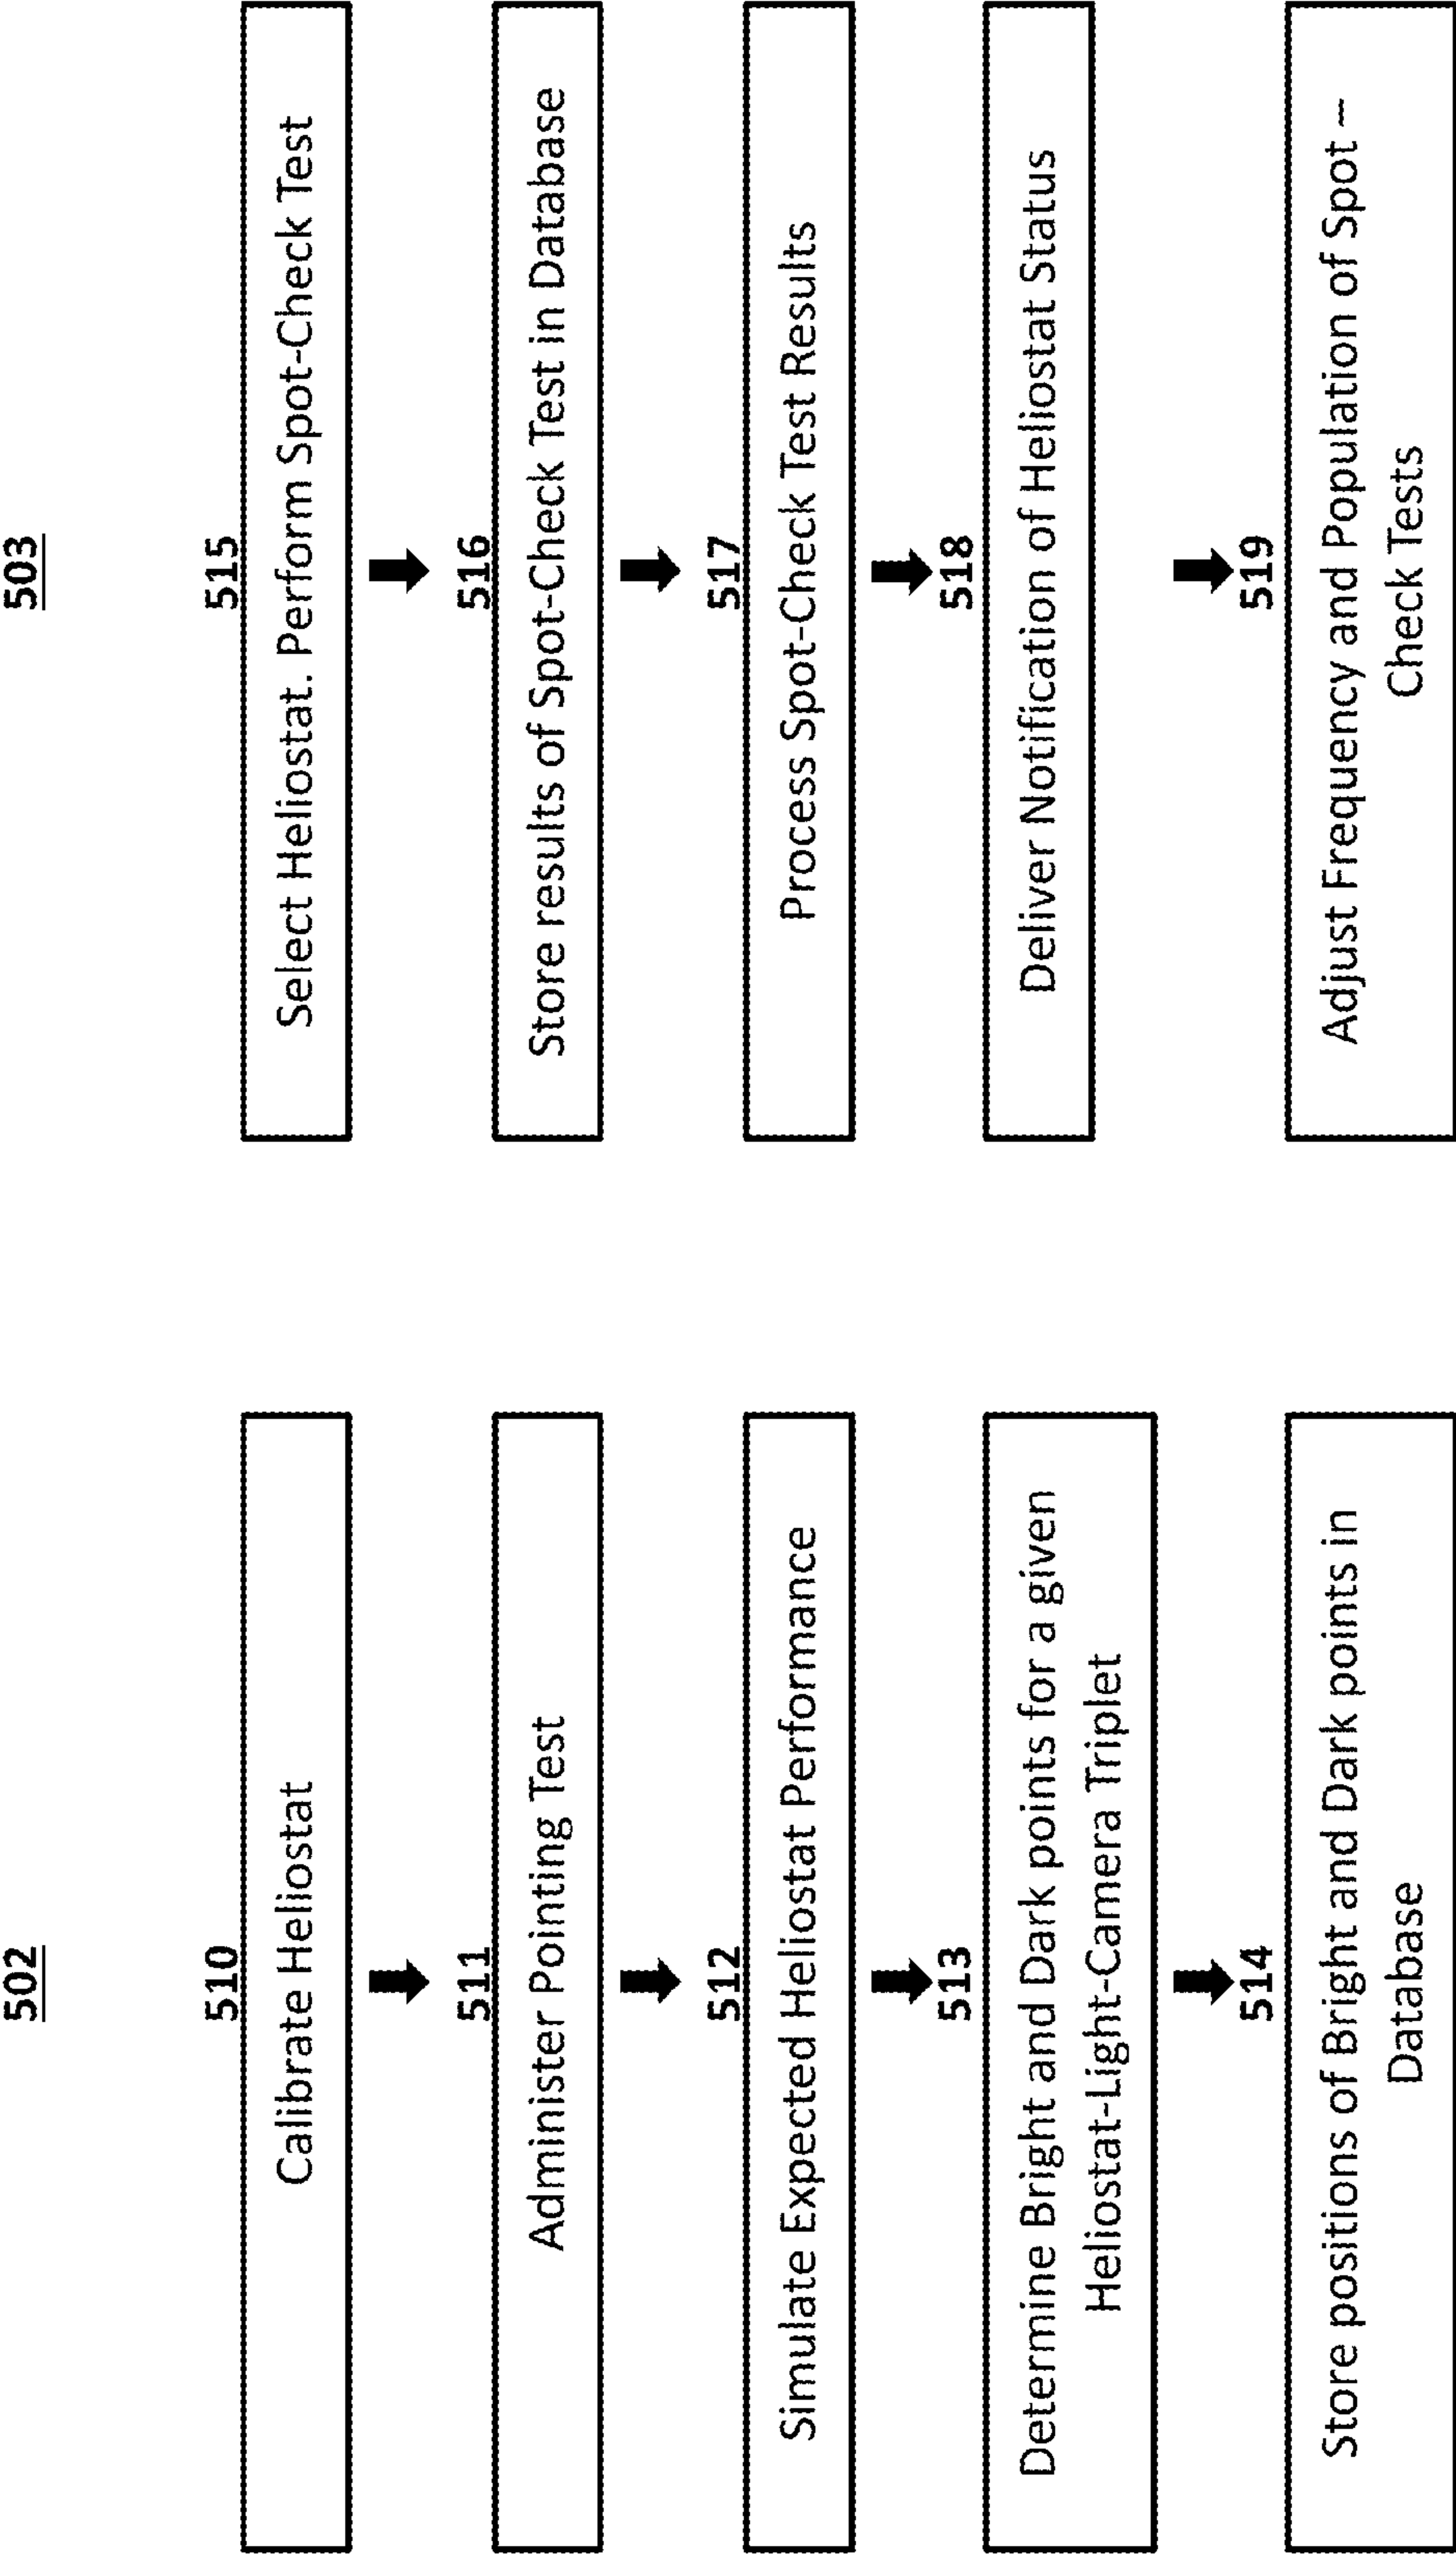 502
510
Calibrate Heliostat
511
Administer Pointing Test
512
Simulate Expected Heliostat Performance
513
Determine Bright and Dark points for a given
Heliostat-Light-Camera Triplet
514
Store positions of Bright and Dark points in
Database
503
515
Select Heliostat. Perform Spot-Check Test
516
Store results of Spot-Check Test in Database
517
Process Spot-Check Test Results
518
Deliver Notification of Heliostat Status
519
Adjust Frequency and Population of Spot –
Check Tests